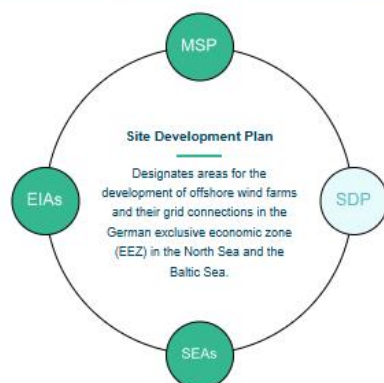 MSP
Site Development Plan
Designates areas for the
development of offshore wind farms
and their grid connections in the
German exclusive economic zone
(EEZ) in the North Sea and the
Baltic Sea.
EIAs
SDP
SEAs